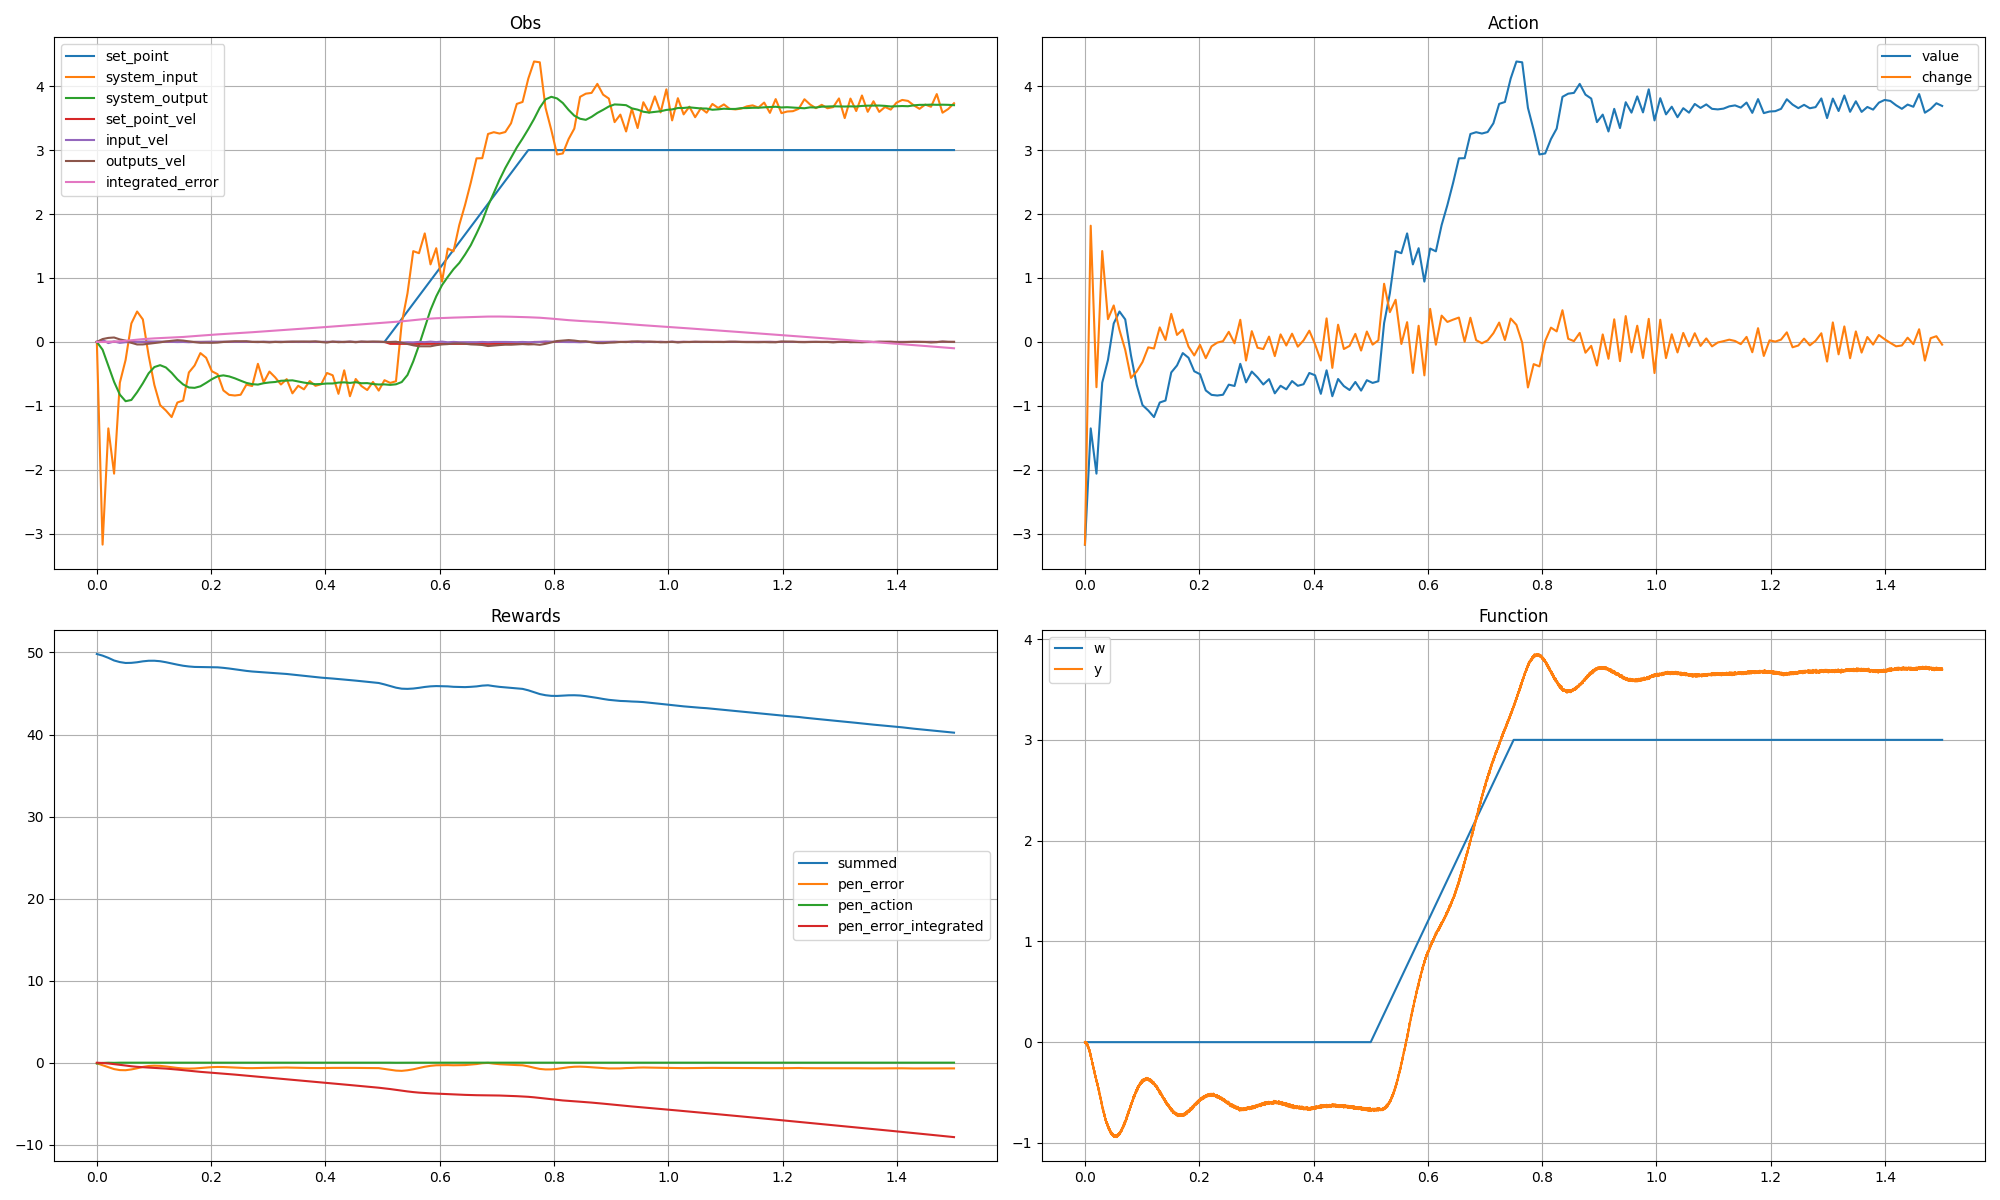 Obs
set_point
system_input
system_output
set_point_vel
input_vel
outputs_vel
integrated_error
4
3
2
1
0
−1
−2
−3
0.0 0.2 0.4 0.6 0.8 1.0 1.2 1.4
Action
value
change
4
3
2
1
0
−1
−2
−3
0.0 0.2 0.4 0.6 0.8 1.0 1.2 1.4
Rewards
50
40
30
20
10
0
−10
summed
pen_error
pen_action
pen_error_integrated
0.0 0.2 0.4 0.6 0.8 1.0 1.2 1.4
Function
w
y
4
3
2
1
0
−1
0.0 0.2 0.4 0.6 0.8 1.0 1.2 1.4